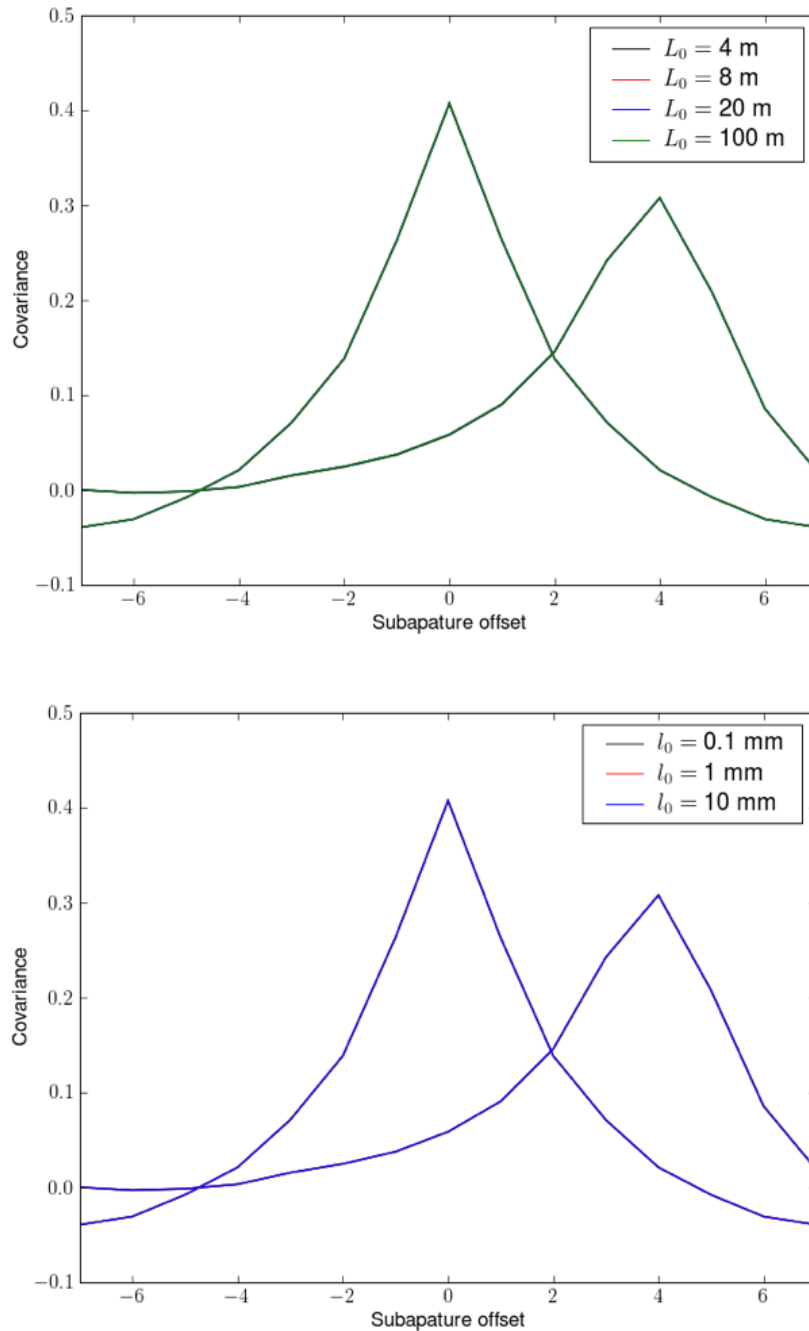 0.5
0.4
0.3
0.2
0.1
0.0
−0.1
Covariance
L₀ = 4 m
L₀ = 8 m
L₀ = 20 m
L₀ = 100 m
−6 −4 −2 0 2 4 6
Subapature offset
0.5
0.4
0.3
0.2
0.1
0.0
−0.1
Covariance
l₀ = 0.1 mm
l₀ = 1 mm
l₀ = 10 mm
−6 −4 −2 0 2 4 6
Subapature offset